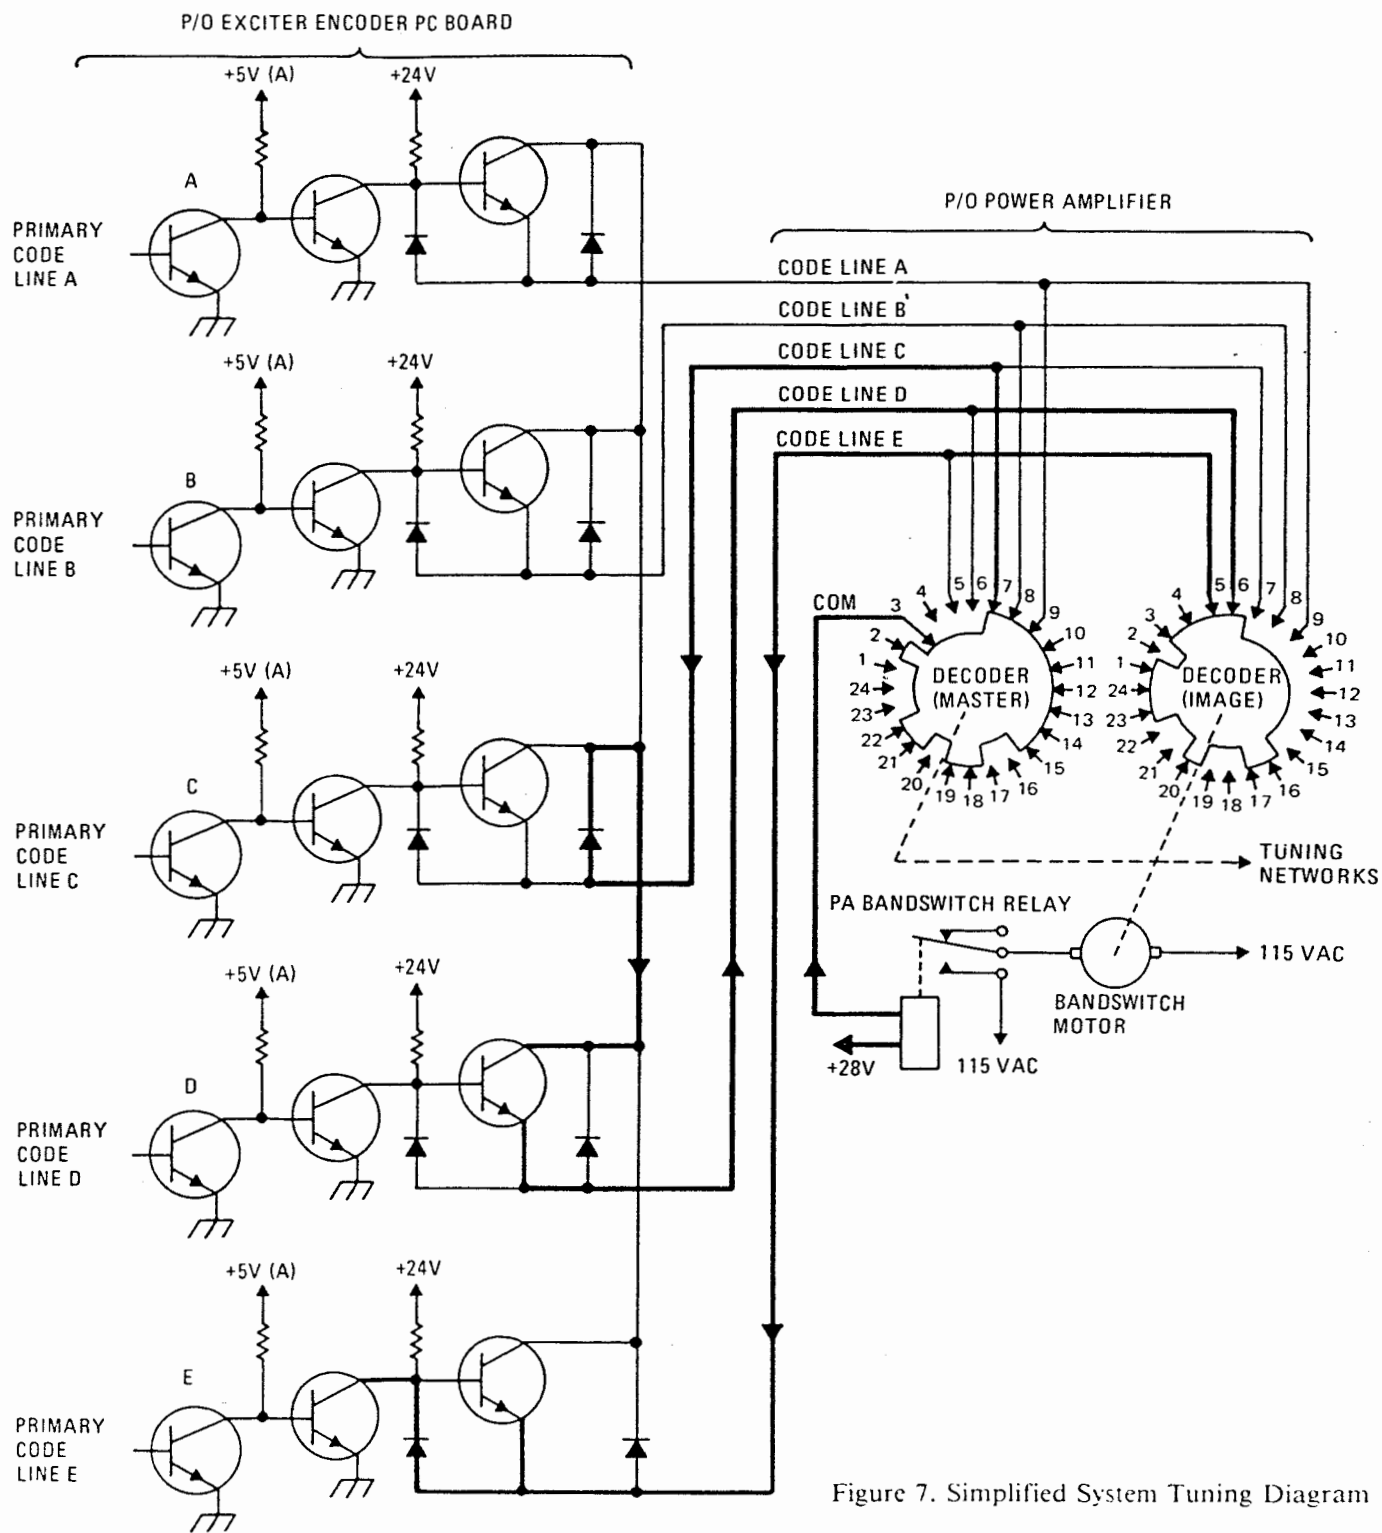 P/O EXCITER ENCODER PC BOARD
+5V (A)
+24V
A
PRIMARY
CODE
LINE A
P/O POWER AMPLIFIER
CODE LINE A
CODE LINE B
CODE LINE C
CODE LINE D
CODE LINE E
+5V (A)
+24V
B
PRIMARY
CODE
LINE B
COM
3 4 5 6 7 8 9
2 10
1 11
24 12
23 13
22 14
21 15
20 19 18 17 16
DECODER
(MASTER)
3 4 5 6 7 8 9
2 10
1 11
24 12
23 13
22 14
21 15
20 19 18 17 16
DECODER
(IMAGE)
+5V (A)
+24V
C
PRIMARY
CODE
LINE C
TUNING
NETWORKS
PA BANDSWITCH RELAY
115 VAC
BANDSWITCH
MOTOR
+28V
115 VAC
+5V (A)
+24V
D
PRIMARY
CODE
LINE D
+5V (A)
+24V
E
PRIMARY
CODE
LINE E
Figure 7. Simplified System Tuning Diagram